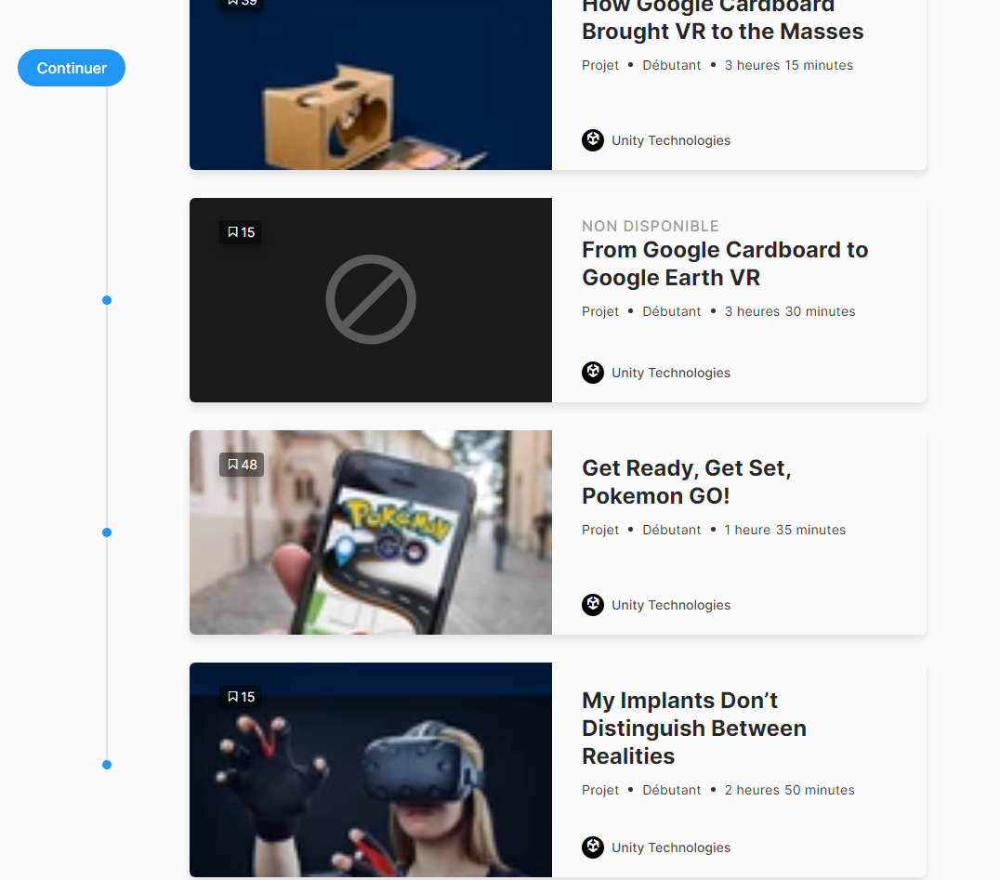 39
How Google Cardboard
Brought VR to the Masses
Continuer
Projet • Débutant • 3 heures 15 minutes
Unity Technologies
15
NON DISPONIBLE
From Google Cardboard to
Google Earth VR
Projet • Débutant • 3 heures 30 minutes
Unity Technologies
48
Get Ready, Get Set,
Pokemon GO!
POKÉMON
GO
Projet • Débutant • 1 heure 35 minutes
Unity Technologies
15
My Implants Don’t
Distinguish Between
Realities
Projet • Débutant • 2 heures 50 minutes
Unity Technologies